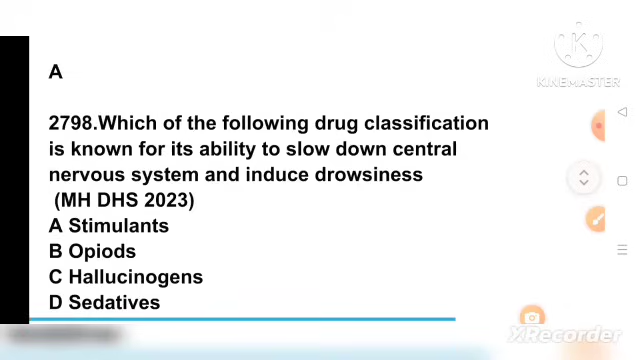 A
2798.Which of the following drug classification
is known for its ability to slow down central
nervous system and induce drowsiness
(MH DHS 2023)
A Stimulants
B Opiods
C Hallucinogens
D Sedatives
KINEMASTER
XRecorder